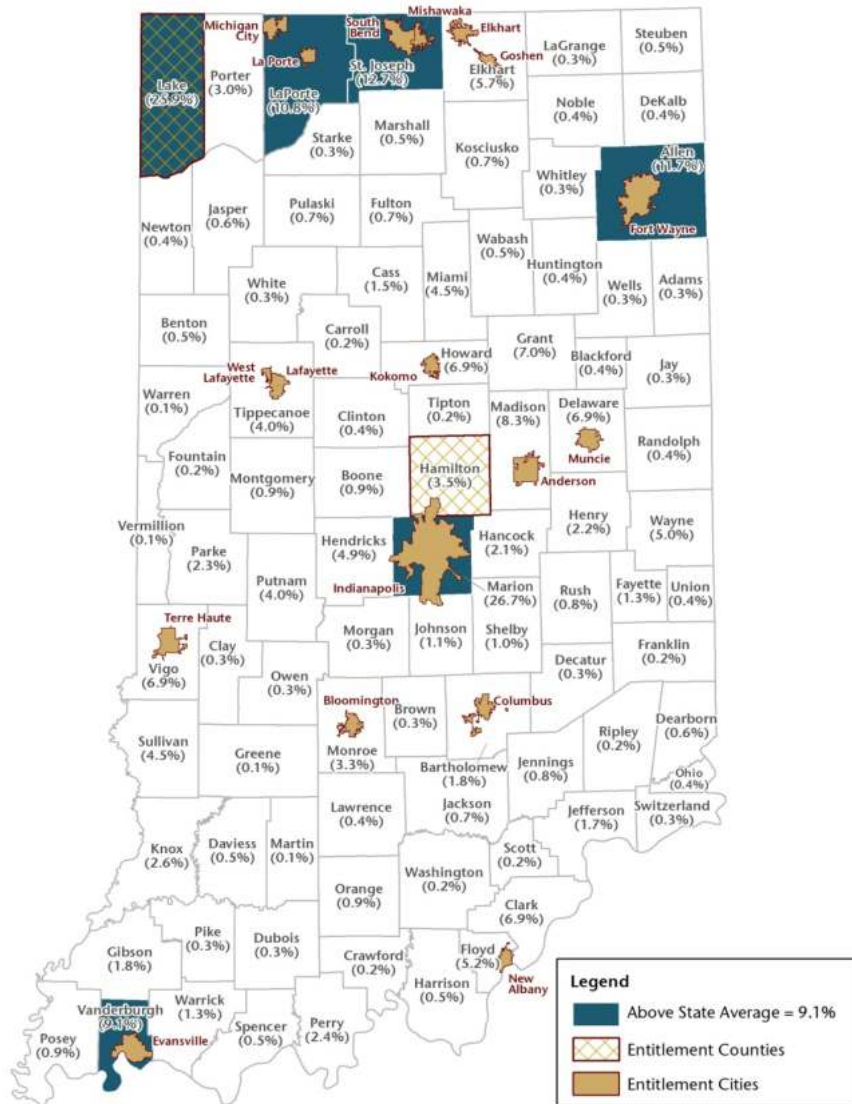 Michigan
City
South
Bend
Mishawaka
Elkhart
Goshen
La Porte
Lake
(25.9%)
Porter
(3.0%)
LaPorte
(10.8%)
St. Joseph
(12.7%)
Elkhart
(5.7%)
LaGrange
(0.3%)
Steuben
(0.5%)
Noble
(0.4%)
DeKalb
(0.4%)
Starke
(0.3%)
Marshall
(0.5%)
Kosciusko
(0.7%)
Whitley
(0.3%)
Allen
(11.7%)
Fort Wayne
Newton
(0.4%)
Jasper
(0.6%)
Pulaski
(0.7%)
Fulton
(0.7%)
Wabash
(0.5%)
Huntington
(0.4%)
Wells
(0.3%)
Adams
(0.3%)
White
(0.3%)
Cass
(1.5%)
Miami
(4.5%)
Benton
(0.5%)
Carroll
(0.2%)
Howard
(6.9%)
Kokomo
Grant
(7.0%)
Blackford
(0.4%)
Jay
(0.3%)
Warren
(0.1%)
West
Lafayette
Lafayette
Tippecanoe
(4.0%)
Clinton
(0.4%)
Tipton
(0.2%)
Madison
(8.3%)
Anderson
Delaware
(6.9%)
Muncie
Randolph
(0.4%)
Fountain
(0.2%)
Montgomery
(0.9%)
Boone
(0.9%)
Hamilton
(3.5%)
Henry
(2.2%)
Wayne
(5.0%)
Vermillion
(0.1%)
Parke
(2.3%)
Putnam
(4.0%)
Hendricks
(4.9%)
Indianapolis
Hancock
(2.1%)
Marion
(26.7%)
Rush
(0.8%)
Fayette
(1.3%)
Union
(0.4%)
Terre Haute
Vigo
(6.9%)
Clay
(0.3%)
Owen
(0.3%)
Morgan
(0.3%)
Johnson
(1.1%)
Shelby
(1.0%)
Decatur
(0.3%)
Franklin
(0.2%)
Sullivan
(4.5%)
Greene
(0.1%)
Bloomington
Monroe
(3.3%)
Brown
(0.3%)
Columbus
Bartholomew
(1.8%)
Jennings
(0.8%)
Ripley
(0.2%)
Dearborn
(0.6%)
Ohio
(0.4%)
Lawrence
(0.4%)
Jackson
(0.7%)
Jefferson
(1.7%)
Switzerland
(0.3%)
Knox
(2.6%)
Daviess
(0.5%)
Martin
(0.1%)
Orange
(0.9%)
Washington
(0.2%)
Scott
(0.2%)
Clark
(6.9%)
Gibson
(1.8%)
Pike
(0.3%)
Dubois
(0.3%)
Crawford
(0.2%)
Harrison
(0.5%)
Floyd
(5.2%)
New
Albany
Posey
(0.9%)
Vanderburgh
(9.1%)
Evansville
Warrick
(1.3%)
Spencer
(0.5%)
Perry
(2.4%)
Legend
Above State Average = 9.1%
Entitlement Counties
Entitlement Cities